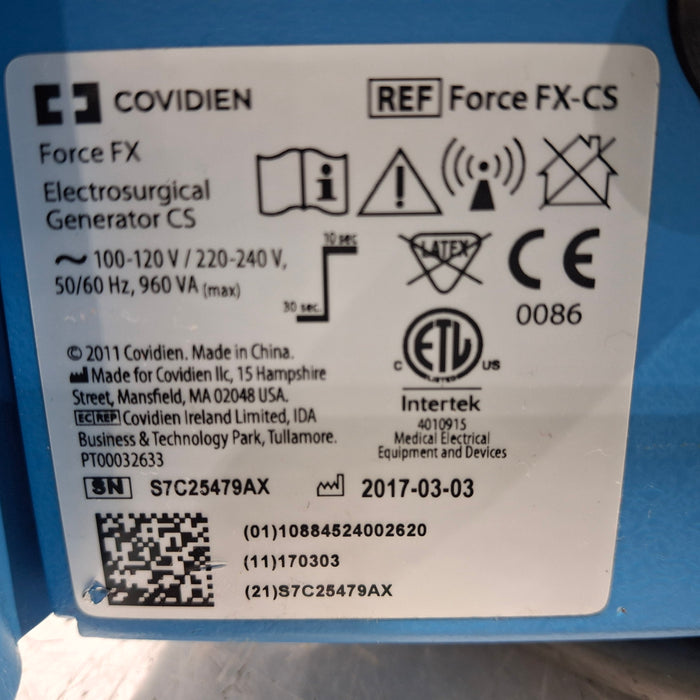 COVIDIEN
REF Force FX-CS
Force FX
Electrosurgical
Generator CS
~ 100-120 V / 220-240 V,
50/60 Hz, 960 VA (max)
10 sec
30 sec.
LATEX
CE
0086
ETL
C US
Intertek
4010915
Medical Electrical
Equipment and Devices
© 2011 Covidien. Made in China.
Made for Covidien llc, 15 Hampshire
Street, Mansfield, MA 02048 USA.
EC REP Covidien Ireland Limited, IDA
Business & Technology Park, Tullamore.
PT00032633
SN S7C25479AX 2017-03-03
(01)10884524002620
(11)170303
(21)S7C25479AX